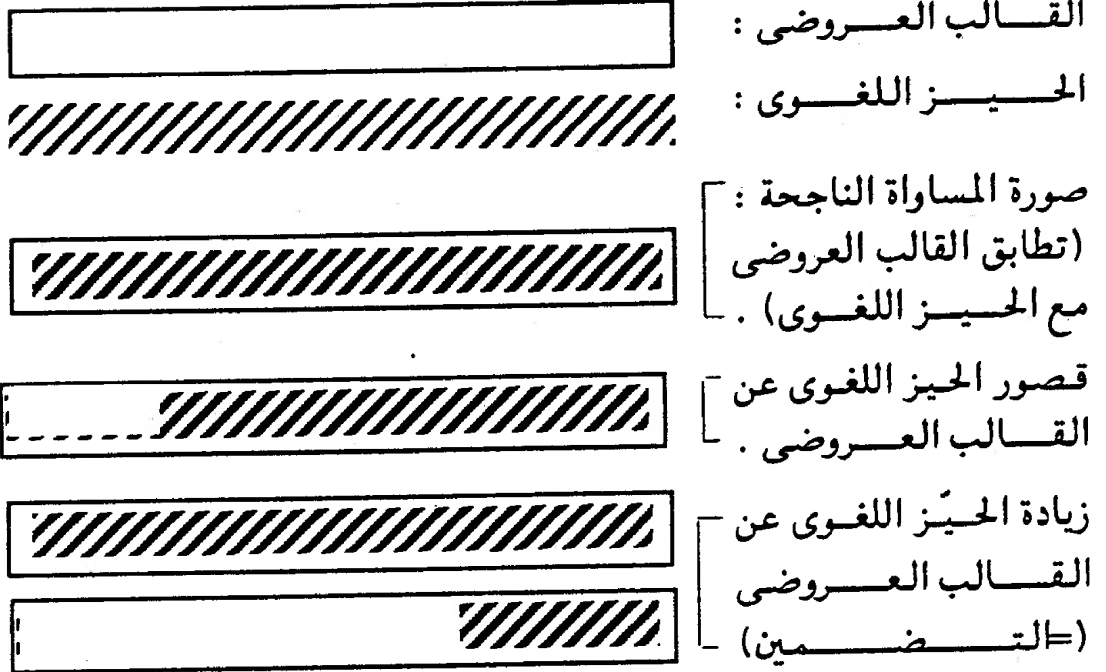 القالب العروضى :
الحيز اللغوى :
صورة المساواة الناجحة :
(تطابق القالب العروضى
مع الحيز اللغوى) .
قصور الحيز اللغوى عن
القالب العروضى .
زيادة الحيّز اللغوى عن
القالب العروضى
(=التضمين)